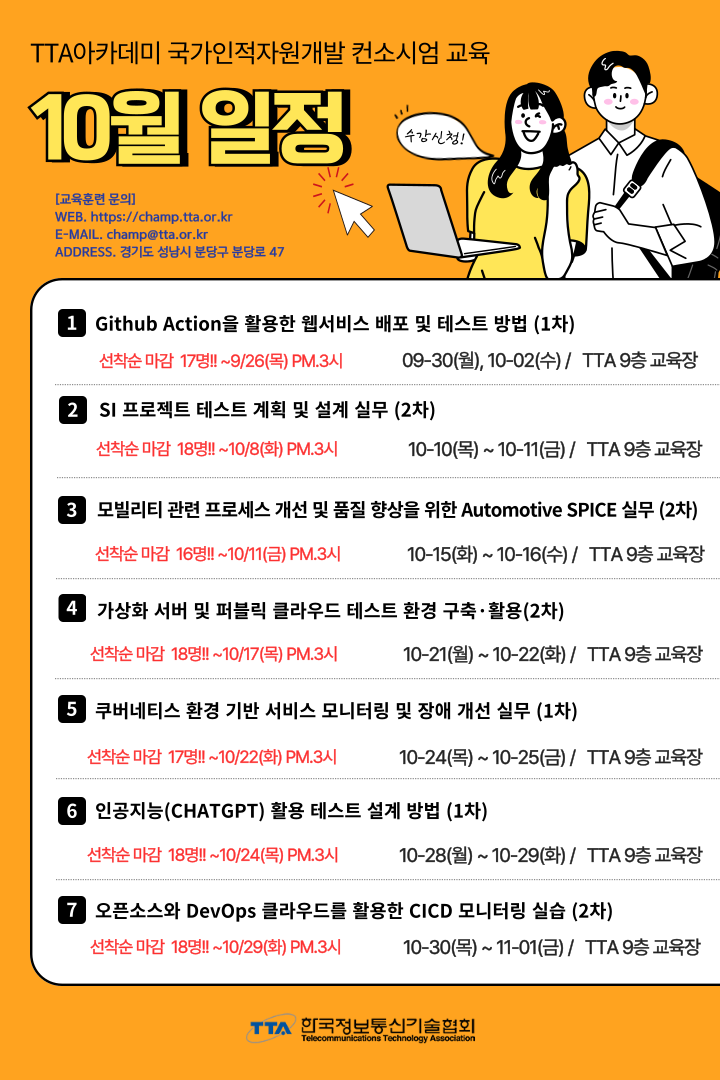 TTA아카데미 국가인적자원개발 컨소시엄 교육
10월 일정
수강신청!
[교육훈련 문의]
WEB. https://champ.tta.or.kr
E-MAIL. champ@tta.or.kr
ADDRESS. 경기도 성남시 분당구 분당로 47
1 Github Action을 활용한 웹서비스 배포 및 테스트 방법 (1차)
선착순 마감 17명!! ~9/26(목) PM.3시 09-30(월), 10-02(수) / TTA 9층 교육장
2 SI 프로젝트 테스트 계획 및 설계 실무 (2차)
선착순 마감 18명!! ~10/8(화) PM.3시 10-10(목) ~ 10-11(금) / TTA 9층 교육장
3 모빌리티 관련 프로세스 개선 및 품질 향상을 위한 Automotive SPICE 실무 (2차)
선착순 마감 16명!! ~10/11(금) PM.3시 10-15(화) ~ 10-16(수) / TTA 9층 교육장
4 가상화 서버 및 퍼블릭 클라우드 테스트 환경 구축·활용(2차)
선착순 마감 18명!! ~10/17(목) PM.3시 10-21(월) ~ 10-22(화) / TTA 9층 교육장
5 쿠버네티스 환경 기반 서비스 모니터링 및 장애 개선 실무 (1차)
선착순 마감 17명!! ~10/22(화) PM.3시 10-24(목) ~ 10-25(금) / TTA 9층 교육장
6 인공지능(CHATGPT) 활용 테스트 설계 방법 (1차)
선착순 마감 18명!! ~10/24(목) PM.3시 10-28(월) ~ 10-29(화) / TTA 9층 교육장
7 오픈소스와 DevOps 클라우드를 활용한 CICD 모니터링 실습 (2차)
선착순 마감 18명!! ~10/29(화) PM.3시 10-30(목) ~ 11-01(금) / TTA 9층 교육장
TTA 한국정보통신기술협회
Telecommunications Technology Association